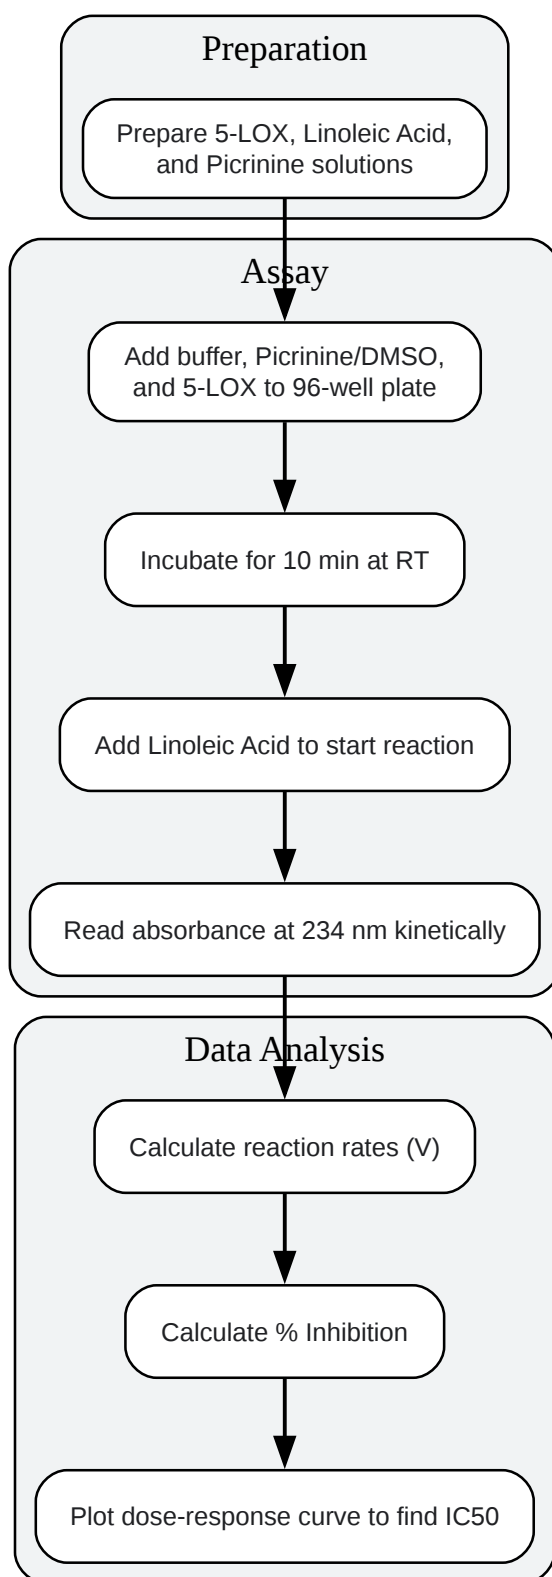 Preparation
Prepare 5-LOX, Linoleic Acid,
and Picrinine solutions
Assay
Add buffer, Picrinine/DMSO,
and 5-LOX to 96-well plate
Incubate for 10 min at RT
Add Linoleic Acid to start reaction
Read absorbance at 234 nm kinetically
Data Analysis
Calculate reaction rates (V)
Calculate % Inhibition
Plot dose-response curve to find IC50